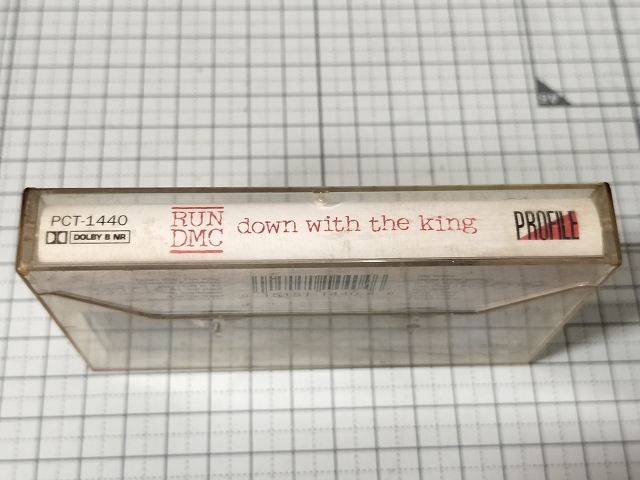 PCT-1440
DOLBY B NR
RUN
DMC
down with the king
PROFILE